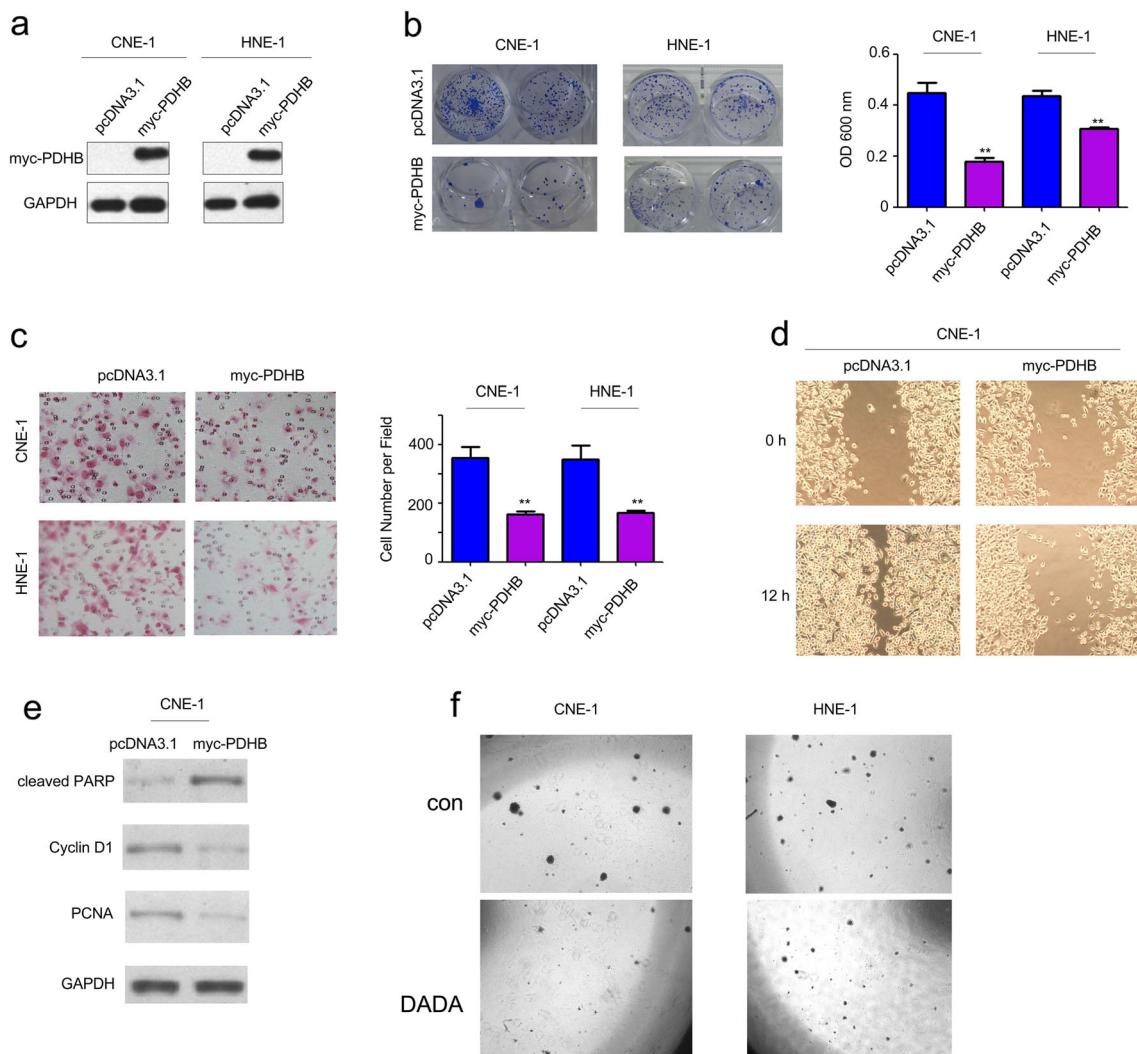 a
CNE-1
HNE-1
pcDNA3.1
myc-PDHB
pcDNA3.1
myc-PDHB
myc-PDHB
GAPDH
b
CNE-1
HNE-1
pcDNA3.1
myc-PDHB
CNE-1
HNE-1
OD 600 nm
0.6
0.4
0.2
0
**
**
pcDNA3.1
myc-PDHB
pcDNA3.1
myc-PDHB
c
pcDNA3.1
myc-PDHB
CNE-1
HNE-1
CNE-1
HNE-1
Cell Number per Field
400
200
0
**
**
pcDNA3.1
myc-PDHB
pcDNA3.1
myc-PDHB
d
CNE-1
pcDNA3.1
myc-PDHB
0 h
12 h
e
CNE-1
pcDNA3.1 myc-PDHB
cleaved PARP
Cyclin D1
PCNA
GAPDH
f
CNE-1
HNE-1
con
DADA